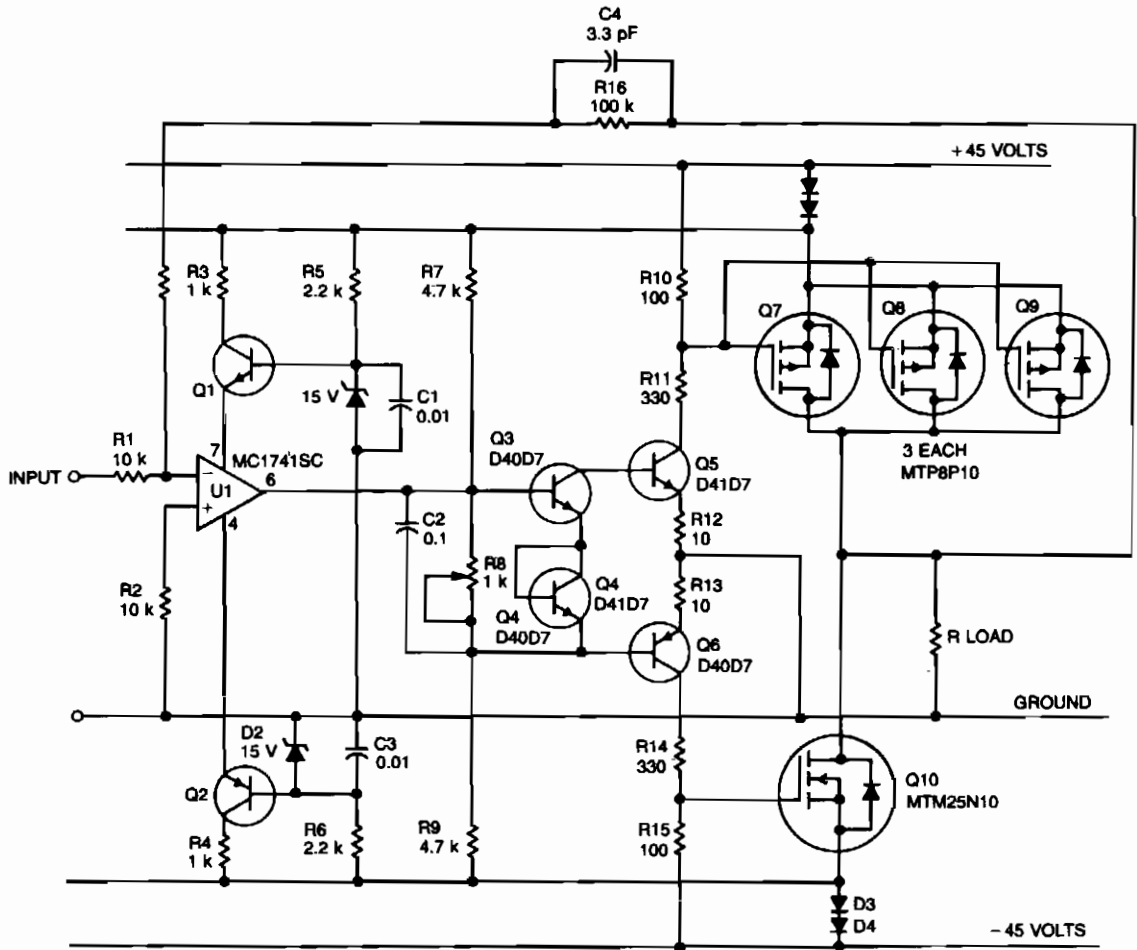 C4
3.3 pF
R16
100 k
+ 45 VOLTS
R3
1 k
R5
2.2 k
R7
4.7 k
R10
100
Q7
Q8
Q9
Q1
15 V
C1
0.01
R11
330
3 EACH
MTP8P10
R1
10 k
INPUT
7
MC1741SC
6
−
U1
+
4
Q3
D40D7
Q5
D41D7
C2
0.1
R12
10
R8
1 k
R2
10 k
Q4
D41D7
Q4
D40D7
R13
10
Q6
D40D7
R LOAD
GROUND
D2
15 V
C3
0.01
R14
330
Q10
MTM25N10
Q2
R4
1 k
R6
2.2 k
R9
4.7 k
R15
100
D3
D4
− 45 VOLTS